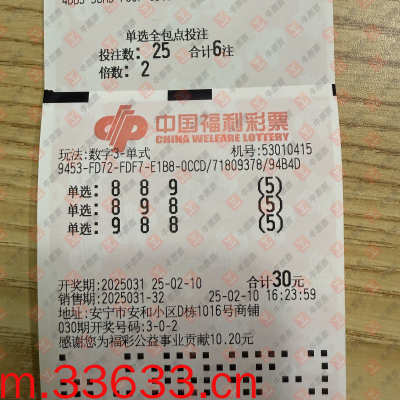 单选全包点投注
投注数：25 合计6注
倍数：2
中国福利彩票
CHINA WELFARE LOTTERY
玩法：数字3-单式 机号：53010415
9453-FD72-FDF7-E1B8-0CCD/71809378/94B4D
单选： 8 8 9 (5)
单选： 8 9 8 (5)
单选： 9 8 8 (5)
开奖期：2025031 25-02-10 合计30元
销售期：2025031-32 25-02-10 16:23:59
地址：安宁市安和小区D栋1016号商铺
030期开奖号码：3-0-2
感谢您为福彩公益事业贡献10.20元
m.33633.cn